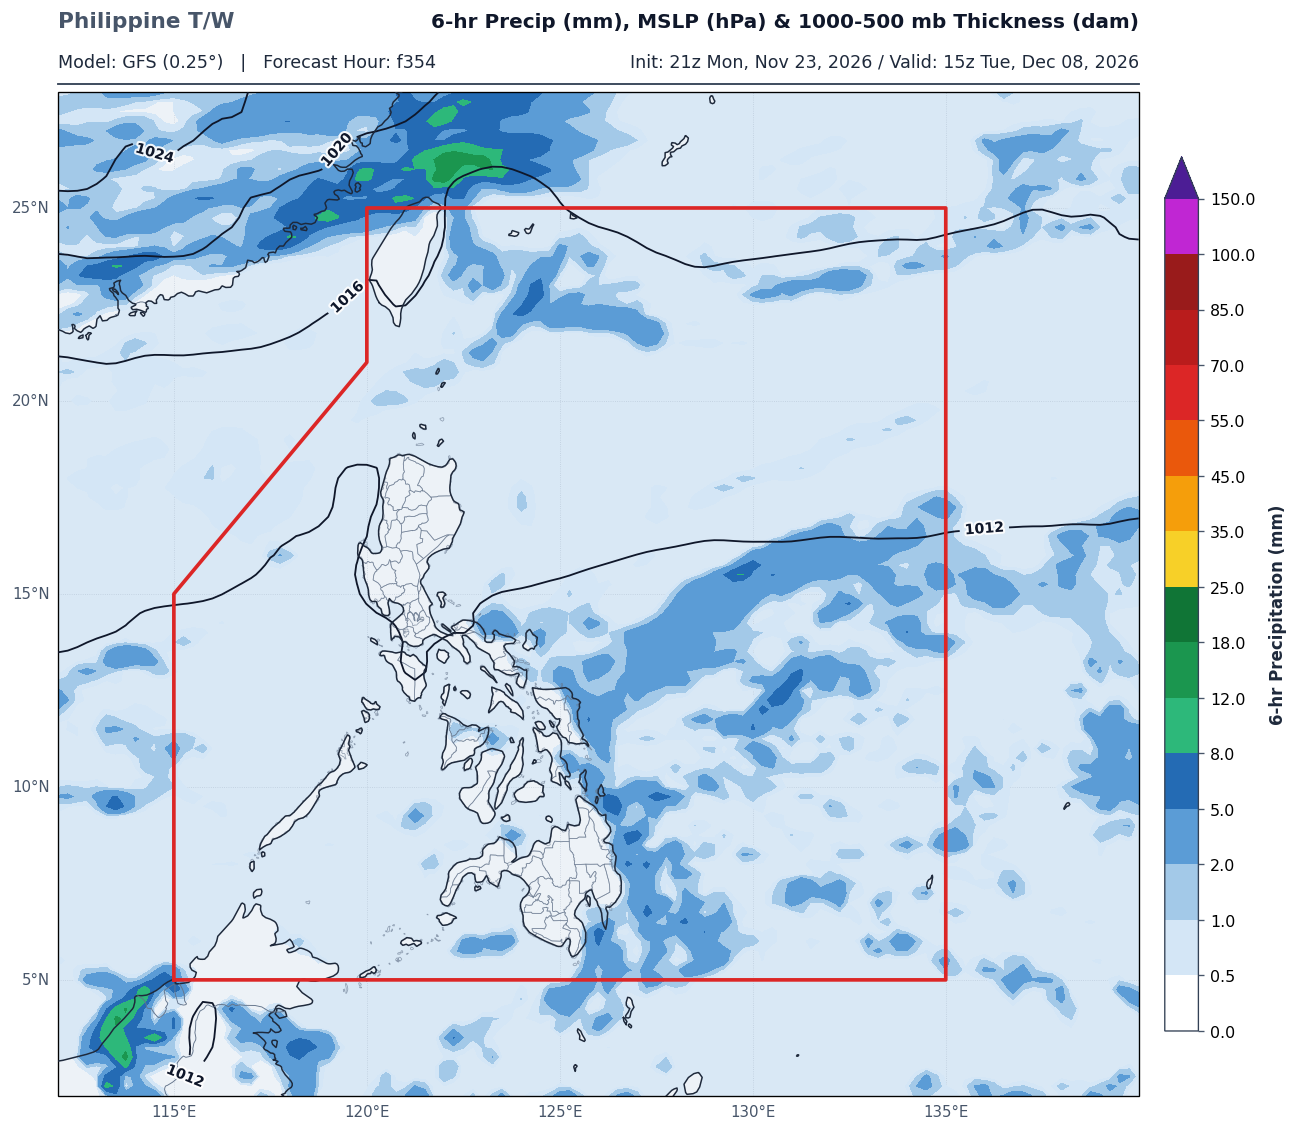 Philippine T/W
6-hr Precip (mm), MSLP (hPa) & 1000-500 mb Thickness (dam)
Model: GFS (0.25°) | Forecast Hour: f354
Init: 21z Mon, Nov 23, 2026 / Valid: 15z Tue, Dec 08, 2026
1024
1020
1016
1012
1012
25°N
20°N
15°N
10°N
5°N
115°E
120°E
125°E
130°E
135°E
150.0
100.0
85.0
70.0
55.0
45.0
35.0
25.0
18.0
12.0
8.0
5.0
2.0
1.0
0.5
0.0
6-hr Precipitation (mm)